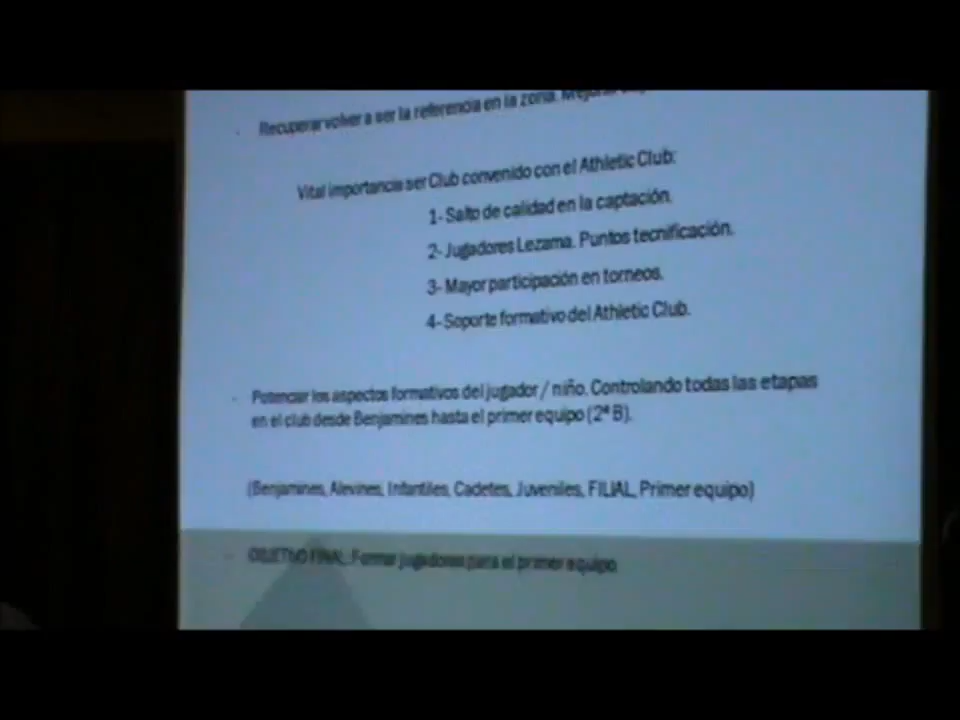 - Recuperar volver a ser la referencia en la zona. Mejorar
Vital importancia ser Club convenido con el Athletic Club:
1- Salto de calidad en la captación.
2- Jugadores Lezama. Puntos tecnificación.
3- Mayor participación en torneos.
4- Soporte formativo del Athletic Club.
- Potenciar los aspectos formativos del jugador / niño. Controlando todas las etapas
en el club desde Benjamines hasta el primer equipo (2ª B).
(Benjamines, Alevines, Infantiles, Cadetes, Juveniles, FILIAL, Primer equipo)
- OBJETIVO FINAL: Formar jugadores para el primer equipo